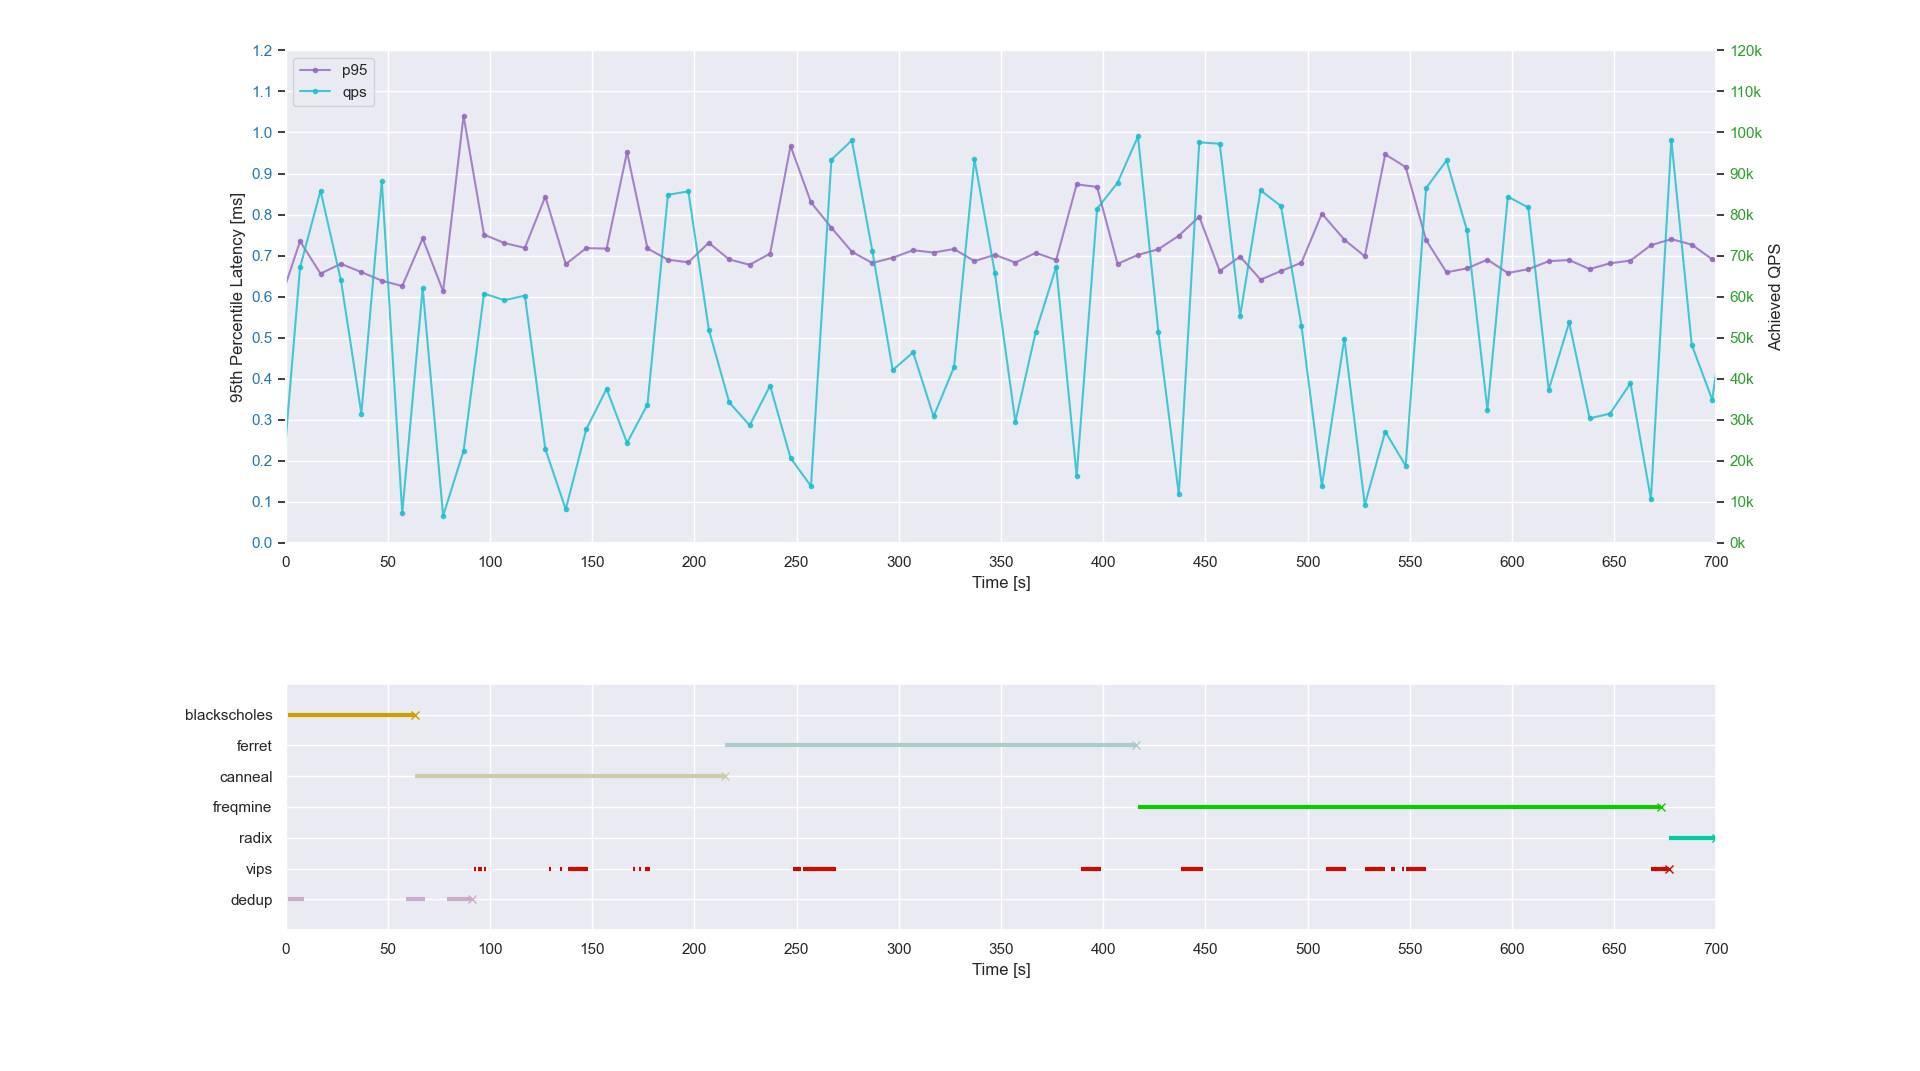 1.2
1.1
1.0
0.9
0.8
0.7
0.6
0.5
0.4
0.3
0.2
0.1
0.0
95th Percentile Latency [ms]
p95
qps
120k
110k
100k
90k
80k
70k
60k
50k
40k
30k
20k
10k
0k
Achieved QPS
0 50 100 150 200 250 300 350 400 450 500 550 600 650 700
Time [s]
blackscholes
ferret
canneal
freqmine
radix
vips
dedup
0 50 100 150 200 250 300 350 400 450 500 550 600 650 700
Time [s]